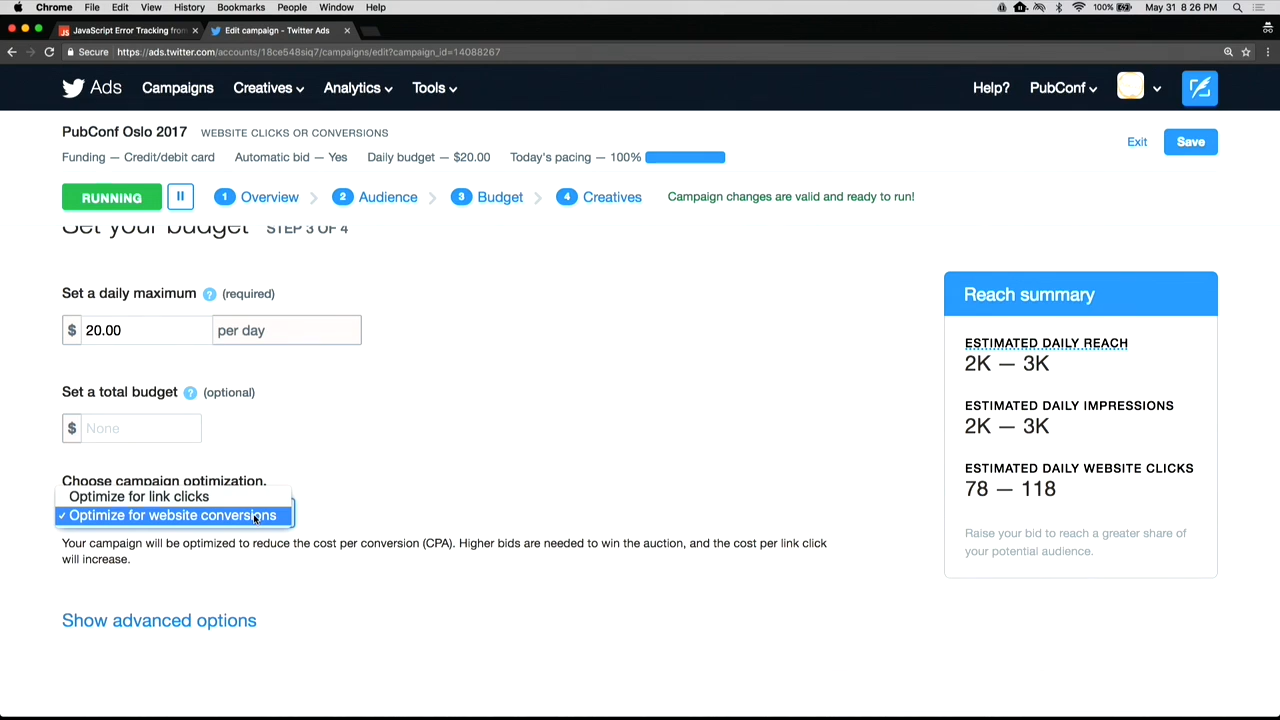 Chrome File Edit View History Bookmarks People Window Help 100% May 31 8:26 PM
JavaScript Error Tracking from Edit campaign - Twitter Ads
Secure https://ads.twitter.com/accounts/18ce548siq7/campaigns/edit?campaign_id=14088267
Ads Campaigns Creatives Analytics Tools Help? PubConf
PubConf Oslo 2017 WEBSITE CLICKS OR CONVERSIONS
Exit Save
Funding — Credit/debit card Automatic bid — Yes Daily budget — $20.00 Today's pacing — 100%
RUNNING 1 Overview 2 Audience 3 Budget 4 Creatives Campaign changes are valid and ready to run!
Set your budget STEP 3 OF 4
Set a daily maximum ? (required)
$ 20.00 per day
Set a total budget ? (optional)
$ None
Choose campaign optimization.
Optimize for link clicks
✓ Optimize for website conversions
Your campaign will be optimized to reduce the cost per conversion (CPA). Higher bids are needed to win the auction, and the cost per link click
will increase.
Show advanced options
Reach summary
ESTIMATED DAILY REACH
2K — 3K
ESTIMATED DAILY IMPRESSIONS
2K — 3K
ESTIMATED DAILY WEBSITE CLICKS
78 — 118
Raise your bid to reach a greater share of
your potential audience.